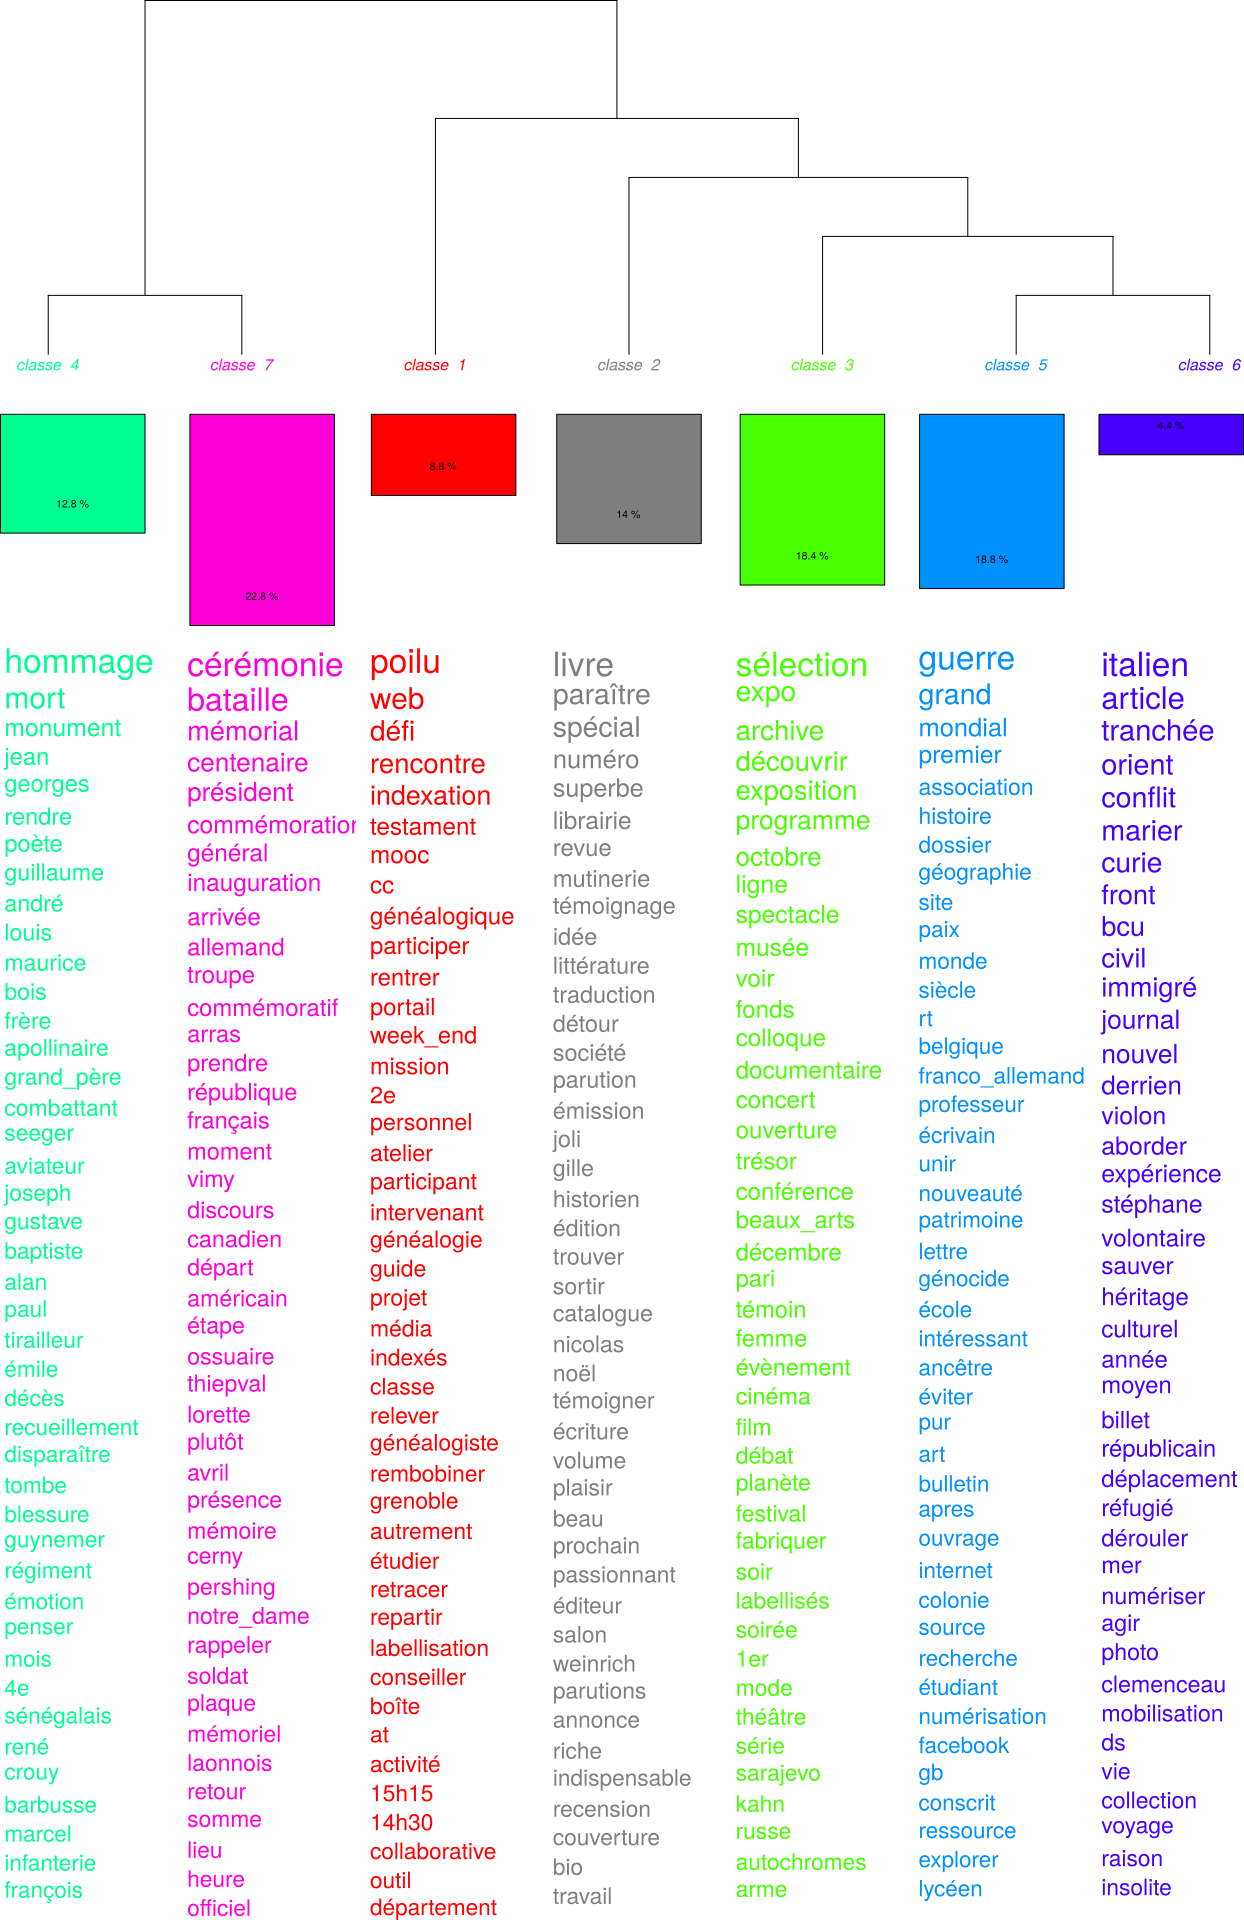 classe 4
classe 7
classe 1
classe 2
classe 3
classe 5
classe 6
12.8 %
22.8 %
8.8 %
14 %
18.4 %
18.8 %
4.4 %
hommage
mort
monument
jean
georges
rendre
poète
guillaume
andré
louis
maurice
bois
frère
apollinaire
grand_père
combattant
seeger
aviateur
joseph
gustave
baptiste
alan
paul
tirailleur
émile
décès
recueillement
disparaître
tombe
blessure
guynemer
régiment
émotion
penser
mois
4e
sénégalais
rené
crouy
barbusse
marcel
infanterie
françois
cérémonie
bataille
mémorial
centenaire
président
commémoration
général
inauguration
arrivée
allemand
troupe
commémoratif
arras
prendre
république
français
moment
vimy
discours
canadien
départ
américain
étape
ossuaire
thiepval
lorette
plutôt
avril
présence
mémoire
cerny
pershing
notre_dame
rappeler
soldat
plaque
mémoriel
laonnois
retour
somme
lieu
heure
officiel
poilu
web
défi
rencontre
indexation
testament
mooc
cc
généalogique
participer
rentrer
portail
week_end
mission
2e
personnel
atelier
participant
intervenant
généalogie
guide
projet
média
indexés
classe
relever
généalogiste
rembobiner
grenoble
autrement
étudier
retracer
repartir
labellisation
conseiller
boîte
at
activité
15h15
14h30
collaborative
outil
département
livre
paraître
spécial
numéro
superbe
librairie
revue
mutinerie
témoignage
idée
littérature
traduction
détour
société
parution
émission
joli
gille
historien
édition
trouver
sortir
catalogue
nicolas
noël
témoigner
écriture
volume
plaisir
beau
prochain
passionnant
éditeur
salon
weinrich
parutions
annonce
riche
indispensable
recension
couverture
bio
travail
sélection
expo
archive
découvrir
exposition
programme
octobre
ligne
spectacle
musée
voir
fonds
colloque
documentaire
concert
ouverture
trésor
conférence
beaux_arts
décembre
pari
témoin
femme
évènement
cinéma
film
débat
planète
festival
fabriquer
soir
labellisés
soirée
1er
mode
théâtre
série
sarajevo
kahn
russe
autochromes
arme
guerre
grand
mondial
premier
association
histoire
dossier
géographie
site
paix
monde
siècle
rt
belgique
franco_allemand
professeur
écrivain
unir
nouveauté
patrimoine
lettre
génocide
école
intéressant
ancêtre
éviter
pur
art
bulletin
apres
ouvrage
internet
colonie
source
recherche
étudiant
numérisation
facebook
gb
conscrit
ressource
explorer
lycéen
italien
article
tranchée
orient
conflit
marier
curie
front
bcu
civil
immigré
journal
nouvel
derrien
violon
aborder
expérience
stéphane
volontaire
sauver
héritage
culturel
année
moyen
billet
républicain
déplacement
réfugié
dérouler
mer
numériser
agir
photo
clemenceau
mobilisation
ds
vie
collection
voyage
raison
insolite